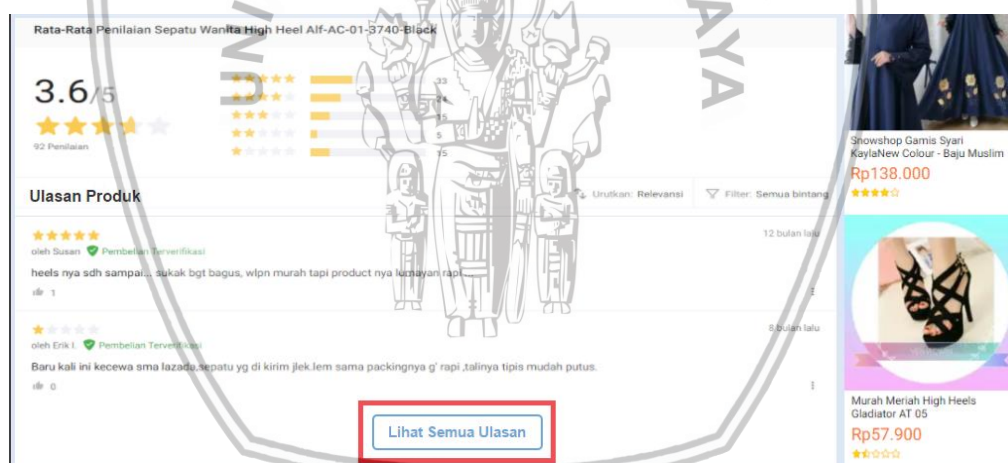 Rata-Rata Penilaian Sepatu Wanita High Heel Alf-AC-01-3740-Black
3.6/5
92 Penilaian
33
24
15
5
15
Ulasan Produk
Urutkan: Relevansi
Filter: Semua bintang
12 bulan lalu
oleh Susan Pembelian Terverifikasi
heels nya sdh sampai... sukak bgt bagus, wlpn murah tapi product nya lumayan rapi...
1
8 bulan lalu
oleh Erik I. Pembelian Terverifikasi
Baru kali ini kecewa sma lazada,sepatu yg di kirim jlek.lem sama packingnya g' rapi ,talinya tipis mudah putus.
0
Lihat Semua Ulasan
Snowshop Gamis Syari
KaylaNew Colour - Baju Muslim
Rp138.000
Murah Meriah High Heels
Gladiator AT 05
Rp57.900
UNI
AYA